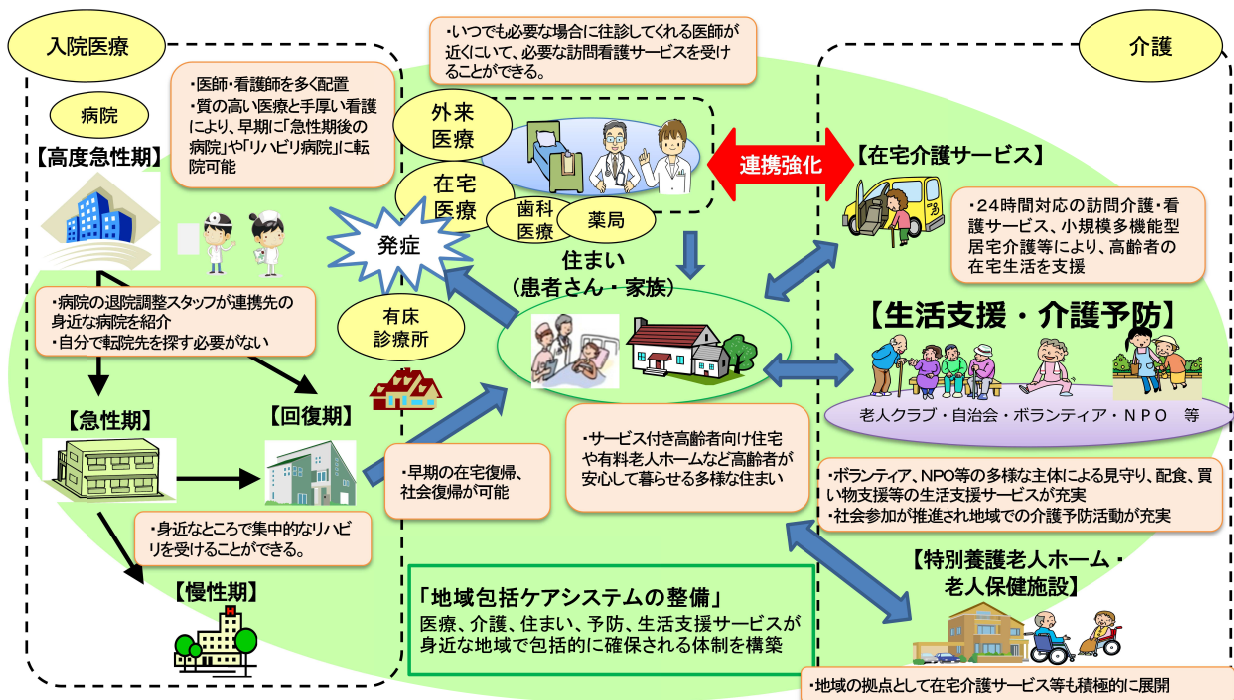 入院医療
病院
【高度急性期】
・医師・看護師を多く配置
・質の高い医療と手厚い看護
により、早期に「急性期後の
病院」や「リハビリ病院」に転
院可能
・病院の退院調整スタッフが連携先の
身近な病院を紹介
・自分で転院先を探す必要がない
【急性期】
【回復期】
・身近なところで集中的なリハビ
リを受けることができる。
【慢性期】
H
・いつでも必要な場合に往診してくれる医師が
近くにいて、必要な訪問看護サービスを受け
ることができる。
外来
医療
在宅
医療
歯科
医療
薬局
発症
有床
診療所
住まい
(患者さん・家族)
・早期の在宅復帰、
社会復帰が可能
・サービス付き高齢者向け住宅
や有料老人ホームなど高齢者が
安心して暮らせる多様な住まい
「地域包括ケアシステムの整備」
医療、介護、住まい、予防、生活支援サービスが
身近な地域で包括的に確保される体制を構築
連携強化
介護
【在宅介護サービス】
・24時間対応の訪問介護・看
護サービス、小規模多機能型
居宅介護等により、高齢者の
在宅生活を支援
【生活支援・介護予防】
老人クラブ・自治会・ボランティア・NPO 等
・ボランティア、NPO等の多様な主体による見守り、配食、買
い物支援等の生活支援サービスが充実
・社会参加が推進され地域での介護予防活動が充実
【特別養護老人ホーム・
老人保健施設】
・地域の拠点として在宅介護サービス等も積極的に展開